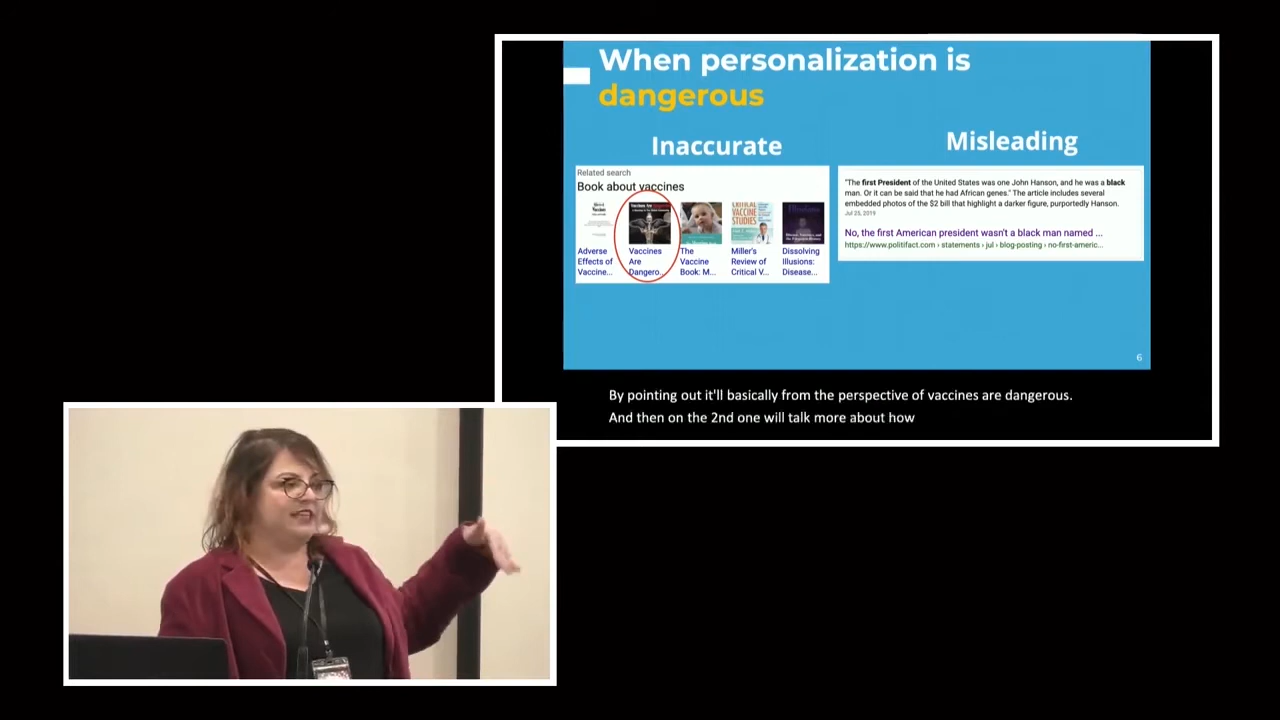 When personalization is
dangerous
Inaccurate
Misleading
Related search
Book about vaccines
Adverse
Effects of
Vaccine...
Vaccines
Are
Dangero...
The
Vaccine
Book: M...
Miller's
Review of
Critical V...
Dissolving
Illusions:
Disease...
CRITICAL
VACCINE
STUDIES
"The first President of the United States was one John Hanson, and he was a black
man. Or it can be said that he had African genes." The article includes several
embedded photos of the $2 bill that highlight a darker figure, purportedly Hanson.
Jul 25, 2019
No, the first American president wasn't a black man named ...
https://www.politifact.com › statements › jul › blog-posting › no-first-americ...
6
By pointing out it'll basically from the perspective of vaccines are dangerous.
And then on the 2nd one will talk more about how